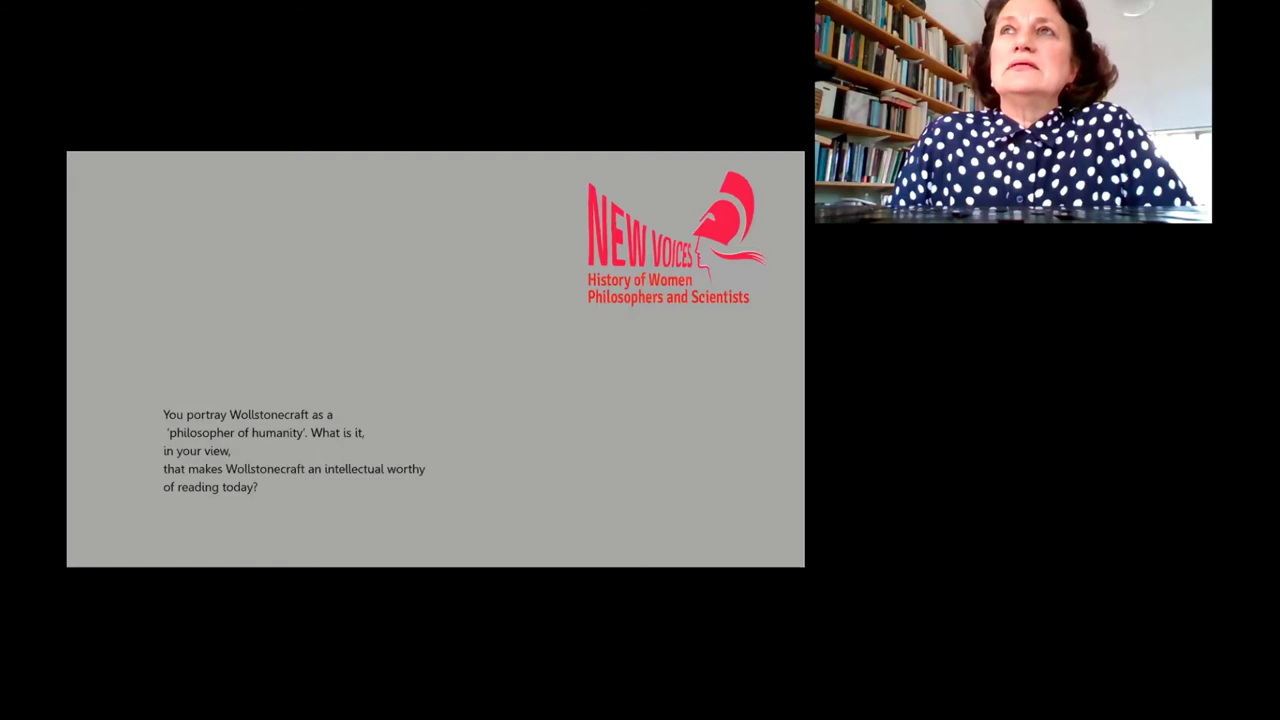 NEW VOICES
History of Women
Philosophers and Scientists
You portray Wollstonecraft as a
'philosopher of humanity'. What is it,
in your view,
that makes Wollstonecraft an intellectual worthy
of reading today?